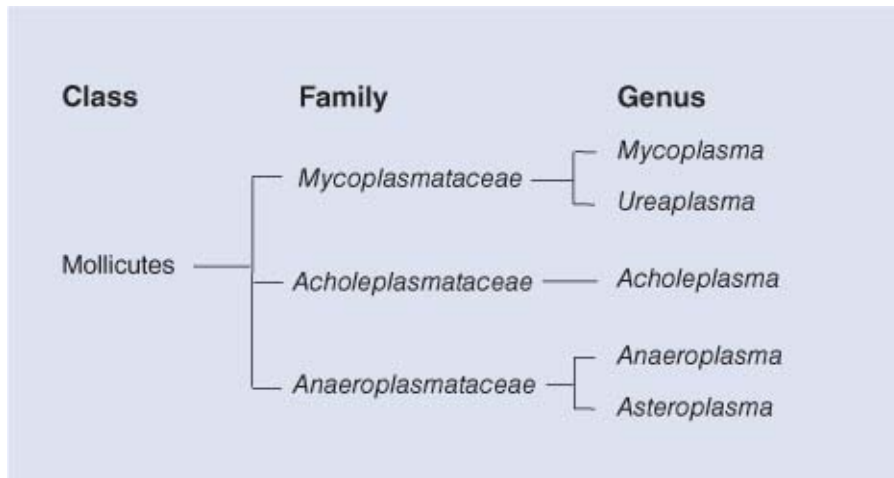 Class Family Genus
Mycoplasma
Mycoplasmataceae
Ureaplasma
Mollicutes
Acholeplasmataceae Acholeplasma
Anaeroplasma
Anaeroplasmataceae
Asteroplasma